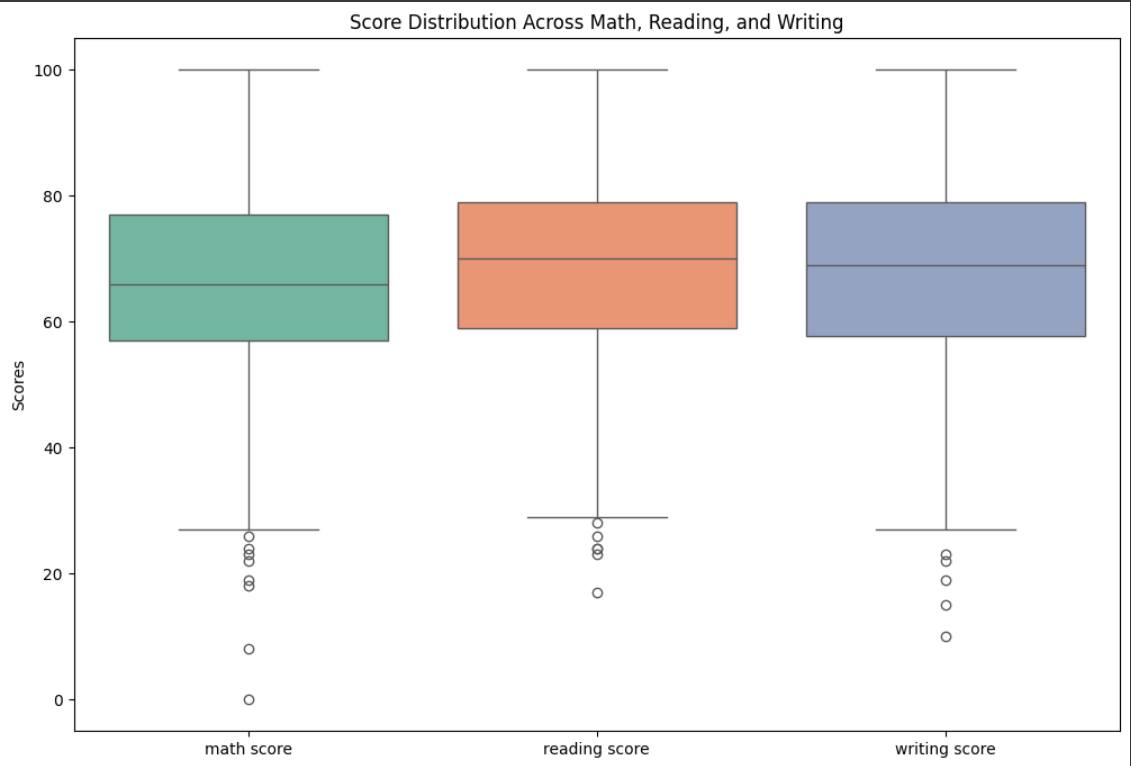 Score Distribution Across Math, Reading, and Writing
100
80
60
40
20
0
Scores
math score
reading score
writing score